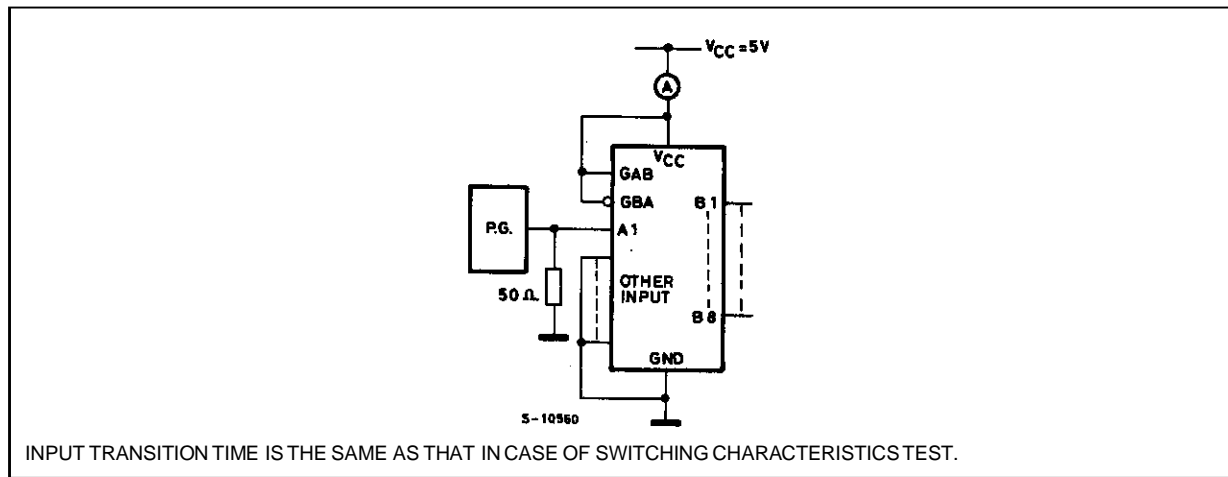 VCC = 5V
A
VCC
GAB
GBA
B1
P.G.
A1
OTHER
INPUT
50 Ω
B8
GND
S-10560
INPUT TRANSITION TIME IS THE SAME AS THAT IN CASE OF SWITCHING CHARACTERISTICS TEST.